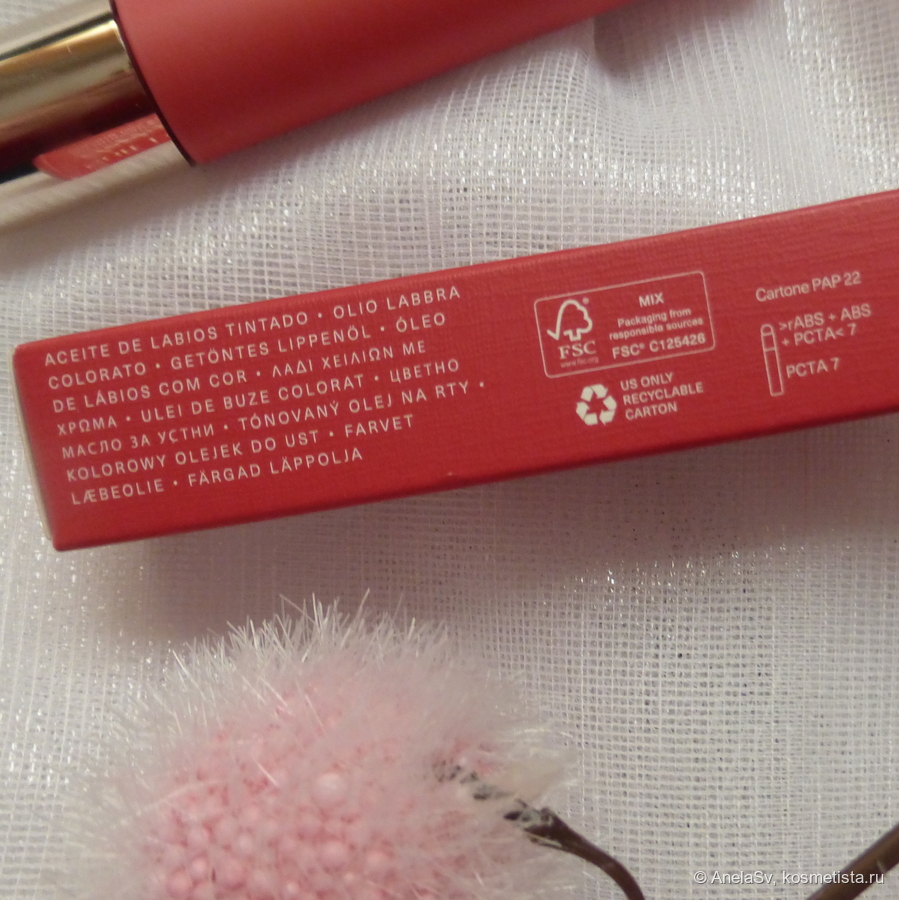 ACEITE DE LABIOS TINTADO • OLIO LABBRA
COLORATO • GETÖNTES LIPPENÖL • ÓLEO
DE LÁBIOS COM COR • ΛΑΔΙ ΧΕΙΛΙΩΝ ΜΕ
ΧΡΩΜΑ • ULEI DE BUZE COLORAT • ЦВЕТНО
МАСЛО ЗА УСТНИ • TÓNOVANÝ OLEJ NA RTY •
KOLOROWY OLEJEK DO UST • FARVET
LÆBEOLIE • FÄRGAD LÄPPOLJA
FSC
www.fsc.org
MIX
Packaging from
responsible sources
FSC® C125426
US ONLY
RECYCLABLE
CARTON
Cartone PAP 22
>rABS + ABS
+ PCTA< 7
PCTA 7
© AnelaSv, kosmetista.ru